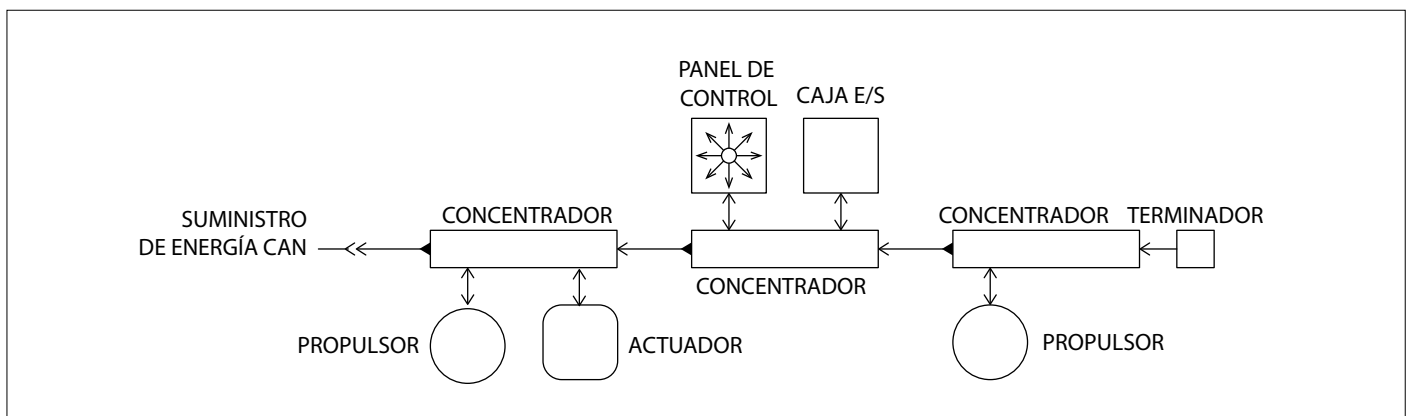 PANEL DE
CONTROL
CAJA E/S
SUMINISTRO
DE ENERGÍA CAN
CONCENTRADOR
CONCENTRADOR
CONCENTRADOR
TERMINADOR
PROPULSOR
ACTUADOR
PROPULSOR